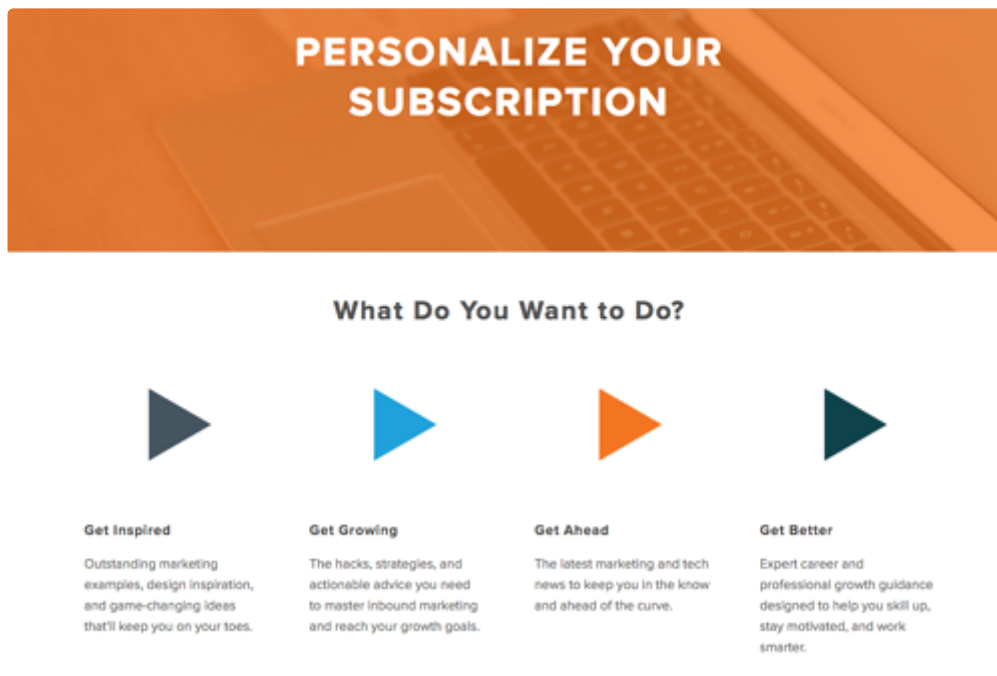 PERSONALIZE YOUR
SUBSCRIPTION
What Do You Want to Do?
Get Inspired
Outstanding marketing
examples, design inspiration,
and game-changing ideas
that'll keep you on your toes.
Get Growing
The hacks, strategies, and
actionable advice you need
to master inbound marketing
and reach your growth goals.
Get Ahead
The latest marketing and tech
news to keep you in the know
and ahead of the curve.
Get Better
Expert career and
professional growth guidance
designed to help you skill up,
stay motivated, and work
smarter.